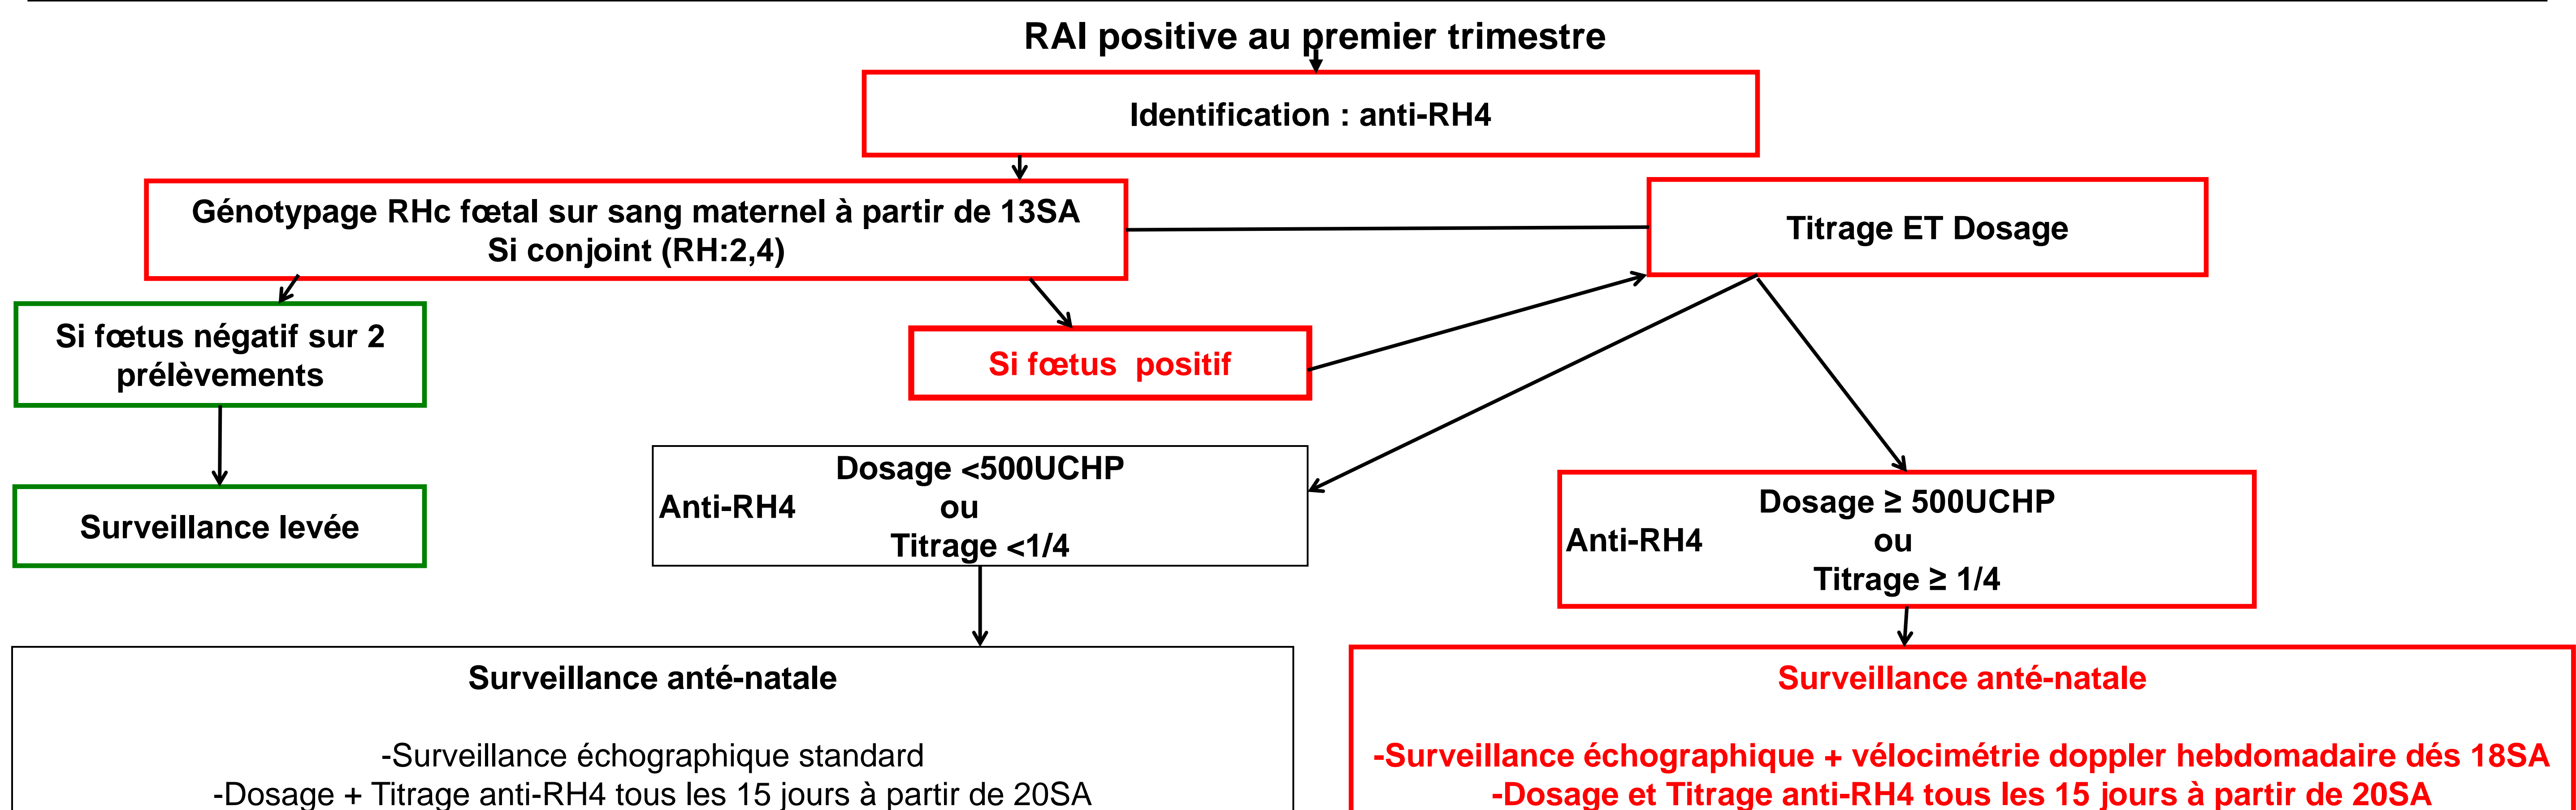 RAI positive au premier trimestre
Identification : anti-RH4
Génotypage RHc fœtal sur sang maternel à partir de 13SA
Si conjoint (RH:2,4)
Titrage ET Dosage
Si fœtus négatif sur 2
prélèvements
Si fœtus positif
Surveillance levée
Dosage <500UCHP
Anti-RH4 ou
Titrage <1/4
Dosage ≥ 500UCHP
Anti-RH4 ou
Titrage ≥ 1/4
Surveillance anté-natale
-Surveillance échographique standard
-Dosage + Titrage anti-RH4 tous les 15 jours à partir de 20SA
Surveillance anté-natale
-Surveillance échographique + vélocimétrie doppler hebdomadaire dés 18SA
-Dosage et Titrage anti-RH4 tous les 15 jours à partir de 20SA